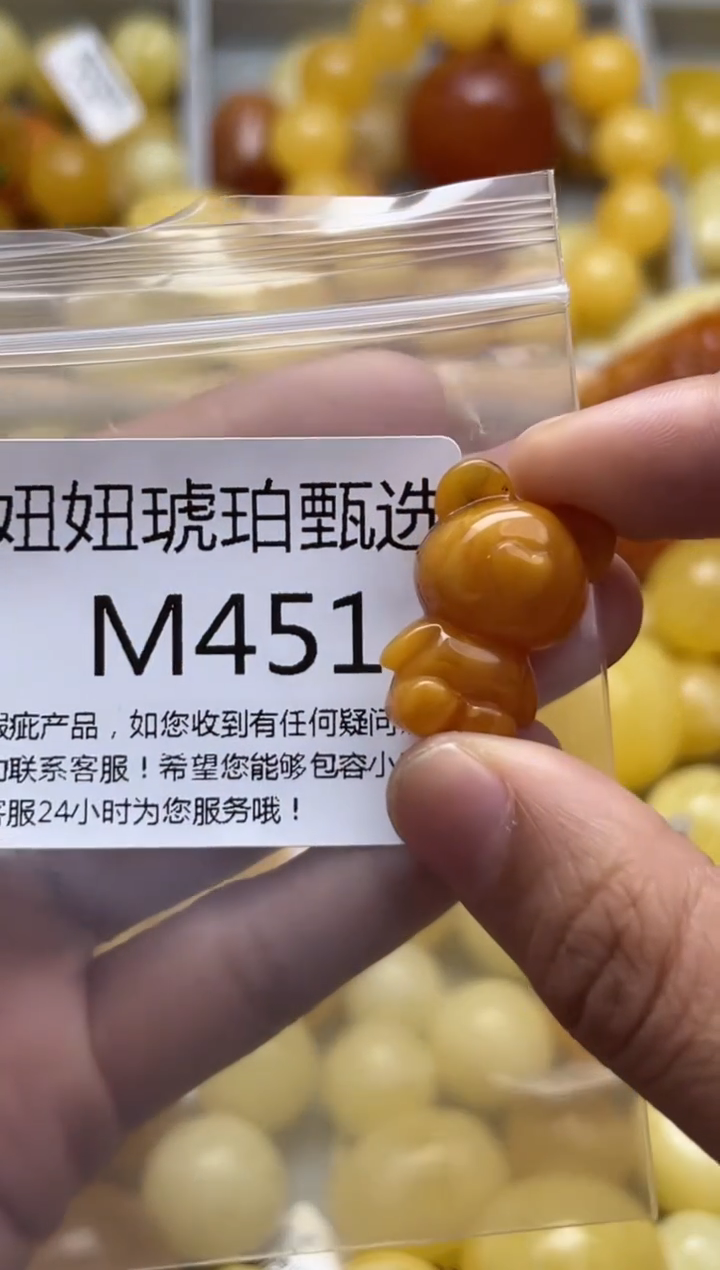 妞妞琥珀甄选
M451
瑕疵产品，如您收到有任何疑问
联系客服！希望您能够包容小
客服24小时为您服务哦！